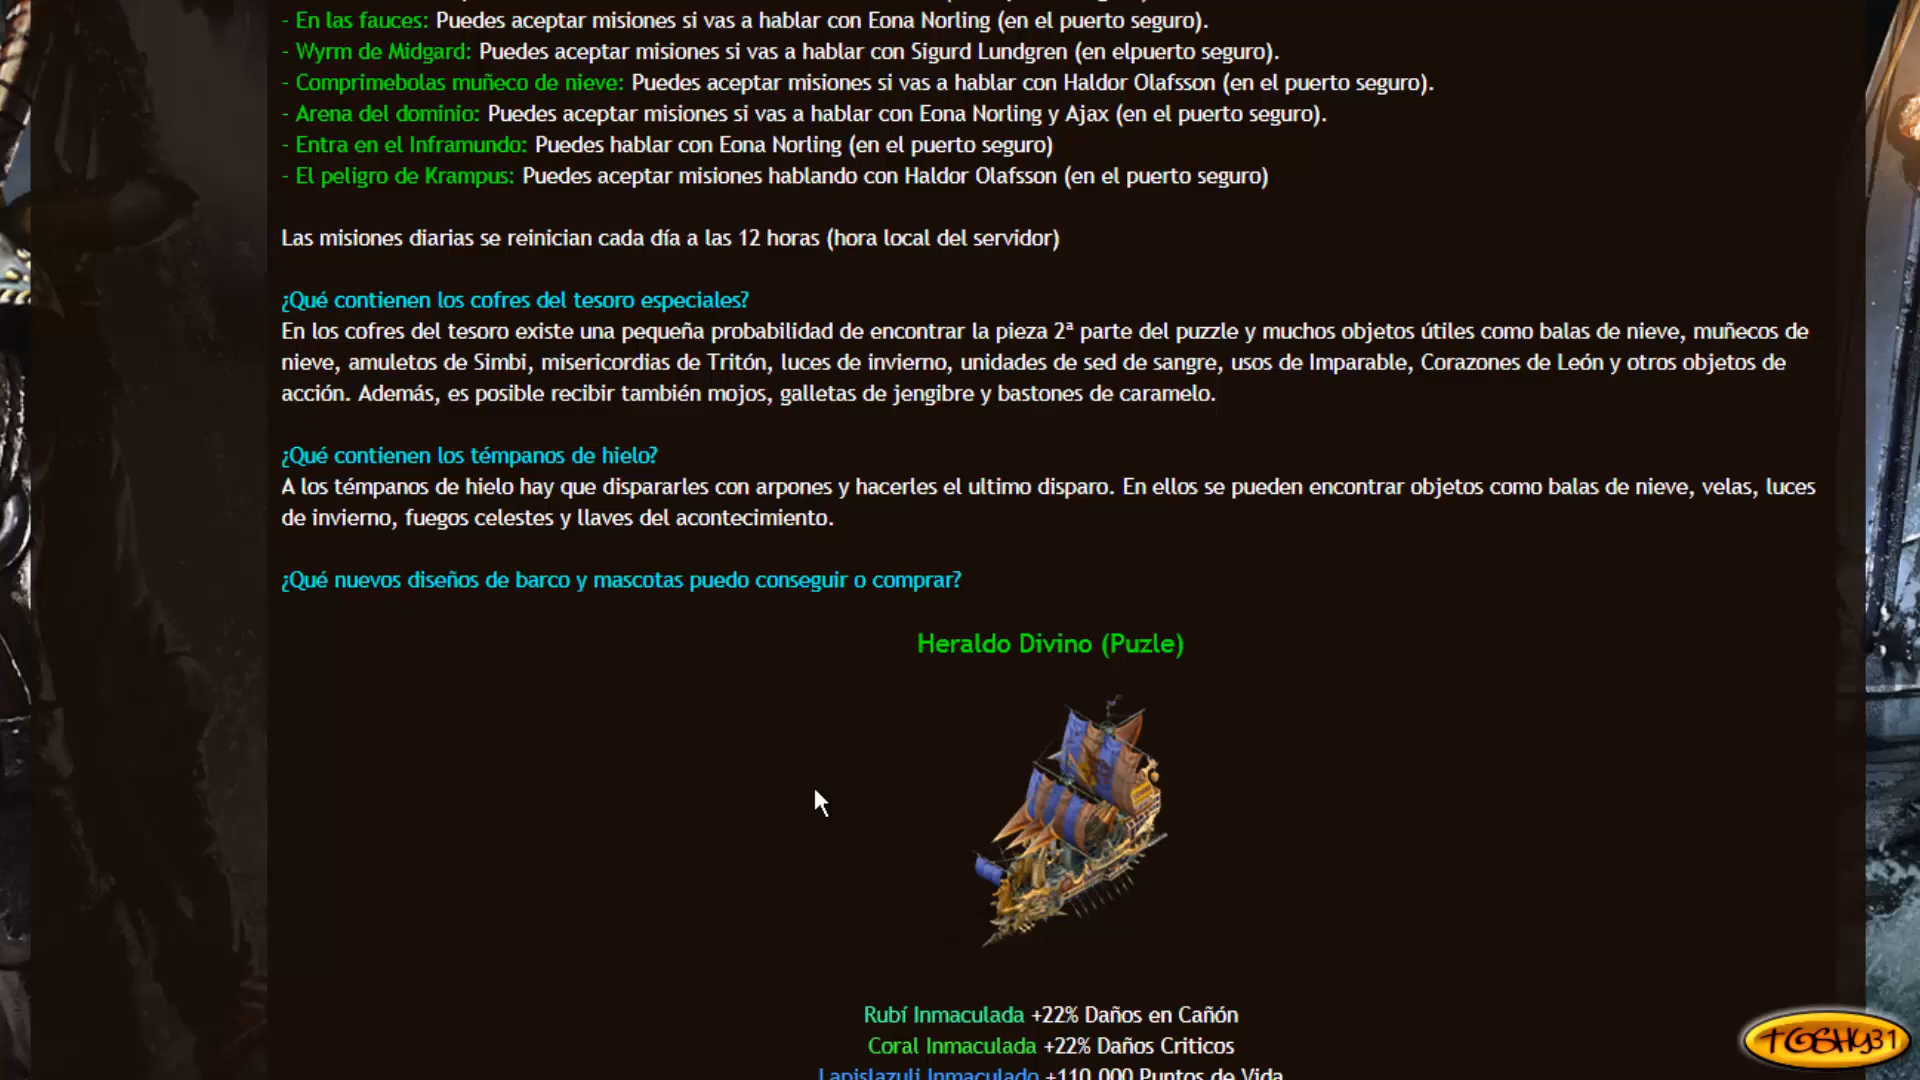 - En las fauces: Puedes aceptar misiones si vas a hablar con Eona Norling (en el puerto seguro).
- Wyrm de Midgard: Puedes aceptar misiones si vas a hablar con Sigurd Lundgren (en elpuerto seguro).
- Comprimebolas muñeco de nieve: Puedes aceptar misiones si vas a hablar con Haldor Olafsson (en el puerto seguro).
- Arena del dominio: Puedes aceptar misiones si vas a hablar con Eona Norling y Ajax (en el puerto seguro).
- Entra en el Inframundo: Puedes hablar con Eona Norling (en el puerto seguro)
- El peligro de Krampus: Puedes aceptar misiones hablando con Haldor Olafsson (en el puerto seguro)
Las misiones diarias se reinician cada día a las 12 horas (hora local del servidor)
¿Qué contienen los cofres del tesoro especiales?
En los cofres del tesoro existe una pequeña probabilidad de encontrar la pieza 2ª parte del puzzle y muchos objetos útiles como balas de nieve, muñecos de
nieve, amuletos de Simbi, misericordias de Tritón, luces de invierno, unidades de sed de sangre, usos de Imparable, Corazones de León y otros objetos de
acción. Además, es posible recibir también mojos, galletas de jengibre y bastones de caramelo.
¿Qué contienen los témpanos de hielo?
A los témpanos de hielo hay que dispararles con arpones y hacerles el ultimo disparo. En ellos se pueden encontrar objetos como balas de nieve, velas, luces
de invierno, fuegos celestes y llaves del acontecimiento.
¿Qué nuevos diseños de barco y mascotas puedo conseguir o comprar?
Heraldo Divino (Puzle)
Rubí Inmaculada +22% Daños en Cañón
Coral Inmaculada +22% Daños Criticos
Lapislazuli Inmaculado +110.000 Puntos de Vida
TOSHY31